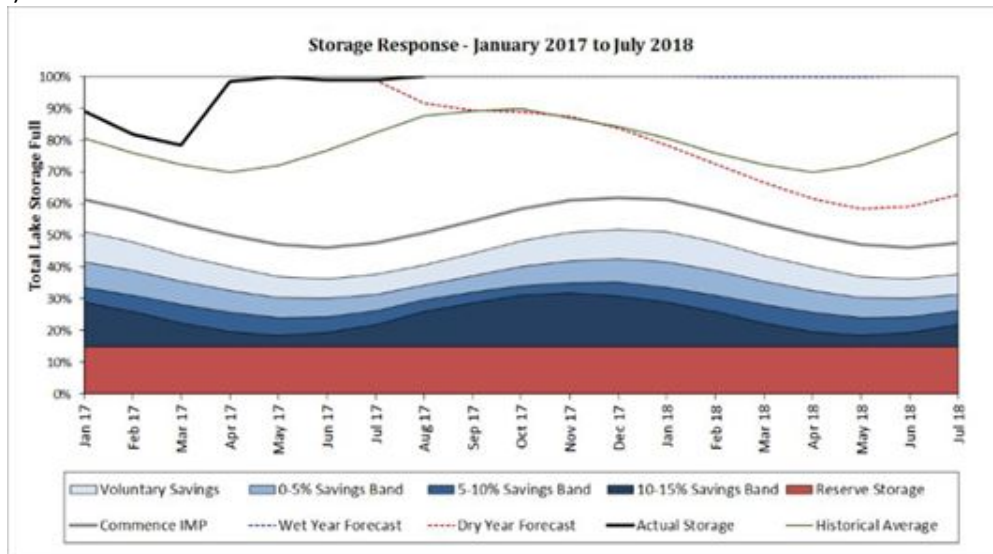 Storage Response - January 2017 to July 2018
Total Lake Storage Full
100%
90%
80%
70%
60%
50%
40%
30%
20%
10%
0%
Jan 17
Feb 17
Mar 17
Apr 17
May 17
Jun 17
Jul 17
Aug 17
Sep 17
Oct 17
Nov 17
Dec 17
Jan 18
Feb 18
Mar 18
Apr 18
May 18
Jun 18
Jul 18
Voluntary Savings 0-5% Savings Band 5-10% Savings Band 10-15% Savings Band Reserve Storage
Commence IMP Wet Year Forecast Dry Year Forecast Actual Storage Historical Average